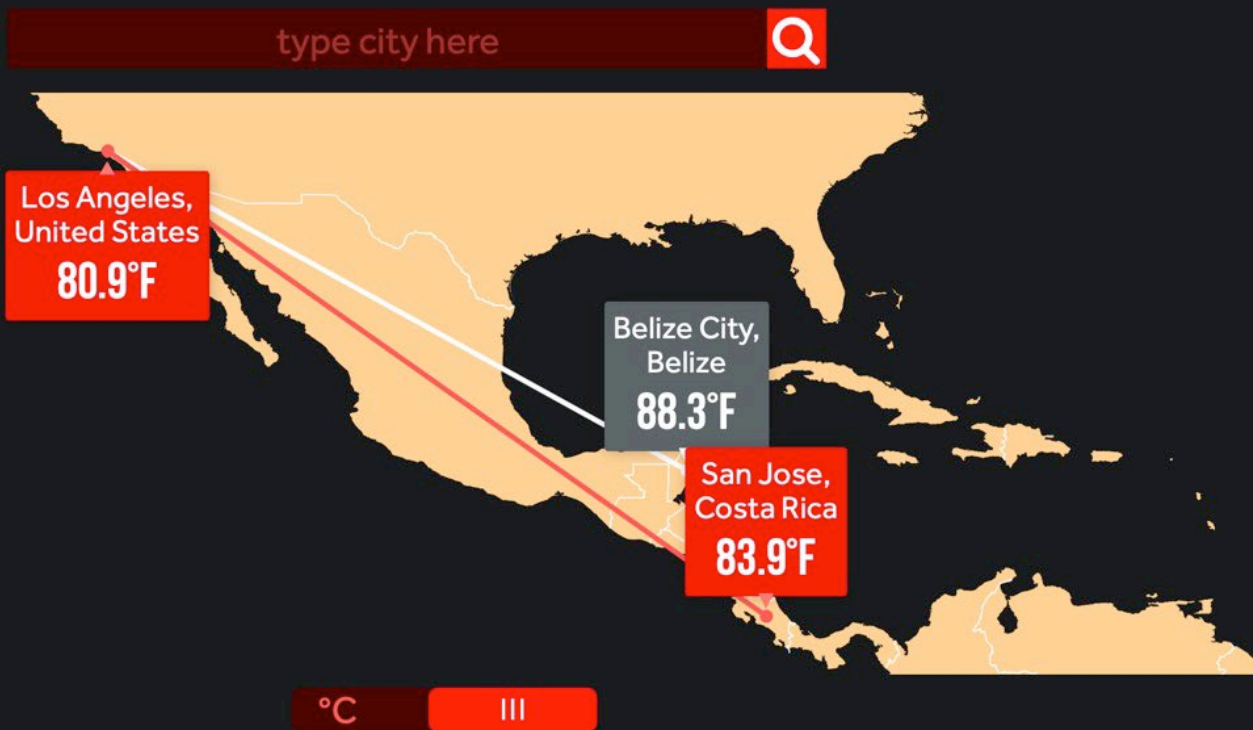 type city here
Los Angeles,
United States
80.9°F
Belize City,
Belize
88.3°F
San Jose,
Costa Rica
83.9°F
°C